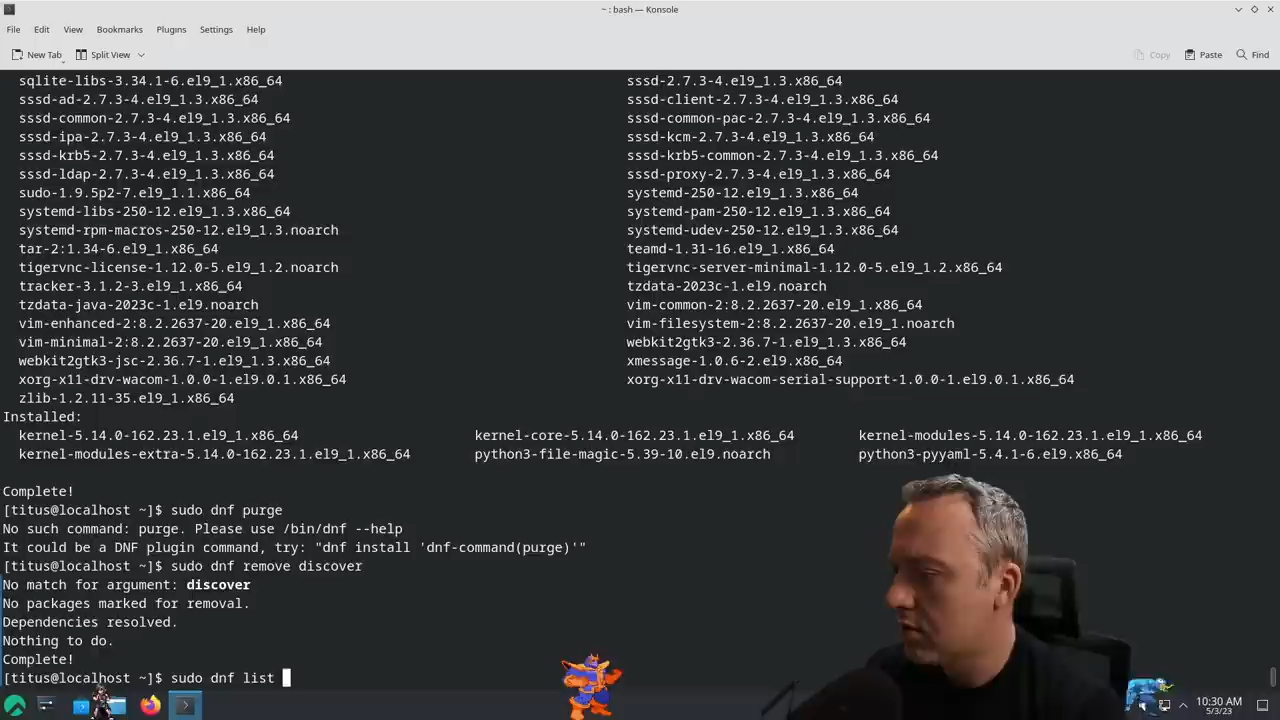 ~ : bash — Konsole
File Edit View Bookmarks Plugins Settings Help
New Tab Split View Copy Paste Find
sqlite-libs-3.34.1-6.el9_1.x86_64 sssd-2.7.3-4.el9_1.3.x86_64
sssd-ad-2.7.3-4.el9_1.3.x86_64 sssd-client-2.7.3-4.el9_1.3.x86_64
sssd-common-2.7.3-4.el9_1.3.x86_64 sssd-common-pac-2.7.3-4.el9_1.3.x86_64
sssd-ipa-2.7.3-4.el9_1.3.x86_64 sssd-kcm-2.7.3-4.el9_1.3.x86_64
sssd-krb5-2.7.3-4.el9_1.3.x86_64 sssd-krb5-common-2.7.3-4.el9_1.3.x86_64
sssd-ldap-2.7.3-4.el9_1.3.x86_64 sssd-proxy-2.7.3-4.el9_1.3.x86_64
sudo-1.9.5p2-7.el9_1.1.x86_64 systemd-250-12.el9_1.3.x86_64
systemd-libs-250-12.el9_1.3.x86_64 systemd-pam-250-12.el9_1.3.x86_64
systemd-rpm-macros-250-12.el9_1.3.noarch systemd-udev-250-12.el9_1.3.x86_64
tar-2:1.34-6.el9_1.x86_64 teamd-1.31-16.el9_1.x86_64
tigervnc-license-1.12.0-5.el9_1.2.noarch tigervnc-server-minimal-1.12.0-5.el9_1.2.x86_64
tracker-3.1.2-3.el9_1.x86_64 tzdata-2023c-1.el9.noarch
tzdata-java-2023c-1.el9.noarch vim-common-2:8.2.2637-20.el9_1.x86_64
vim-enhanced-2:8.2.2637-20.el9_1.x86_64 vim-filesystem-2:8.2.2637-20.el9_1.noarch
vim-minimal-2:8.2.2637-20.el9_1.x86_64 webkit2gtk3-2.36.7-1.el9_1.3.x86_64
webkit2gtk3-jsc-2.36.7-1.el9_1.3.x86_64 xmessage-1.0.6-2.el9.x86_64
xorg-x11-drv-wacom-1.0.0-1.el9.0.1.x86_64 xorg-x11-drv-wacom-serial-support-1.0.0-1.el9.0.1.x86_64
zlib-1.2.11-35.el9_1.x86_64
Installed:
kernel-5.14.0-162.23.1.el9_1.x86_64 kernel-core-5.14.0-162.23.1.el9_1.x86_64 kernel-modules-5.14.0-162.23.1.el9_1.x86_64
kernel-modules-extra-5.14.0-162.23.1.el9_1.x86_64 python3-file-magic-5.39-10.el9.noarch python3-pyyaml-5.4.1-6.el9.x86_64
Complete!
[titus@localhost ~]$ sudo dnf purge
No such command: purge. Please use /bin/dnf --help
It could be a DNF plugin command, try: "dnf install 'dnf-command(purge)'"
[titus@localhost ~]$ sudo dnf remove discover
No match for argument: discover
No packages marked for removal.
Dependencies resolved.
Nothing to do.
Complete!
[titus@localhost ~]$ sudo dnf list
10:30 AM
5/3/23